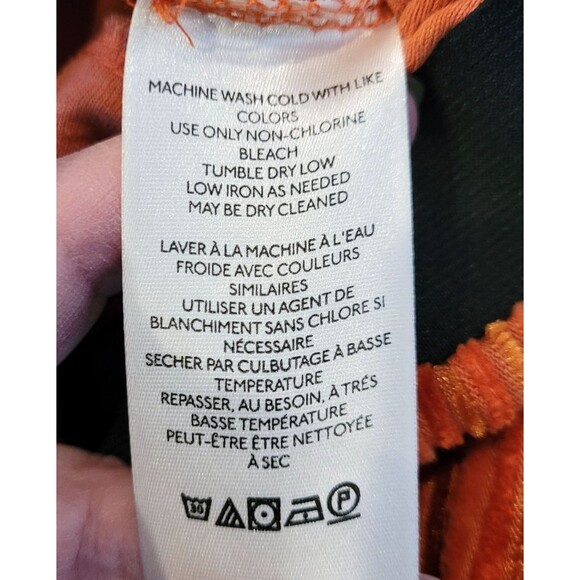 MACHINE WASH COLD WITH LIKE
COLORS
USE ONLY NON-CHLORINE
BLEACH
TUMBLE DRY LOW
LOW IRON AS NEEDED
MAY BE DRY CLEANED
LAVER À LA MACHINE À L'EAU
FROIDE AVEC COULEURS
SIMILAIRES
UTILISER UN AGENT DE
BLANCHIMENT SANS CHLORE SI
NÉCESSAIRE
SECHER PAR CULBUTAGE À BASSE
TEMPERATURE
REPASSER, AU BESOIN, À TRÉS
BASSE TEMPÉRATURE
PEUT-ÊTRE ÊTRE NETTOYÉE
À SEC
30 P